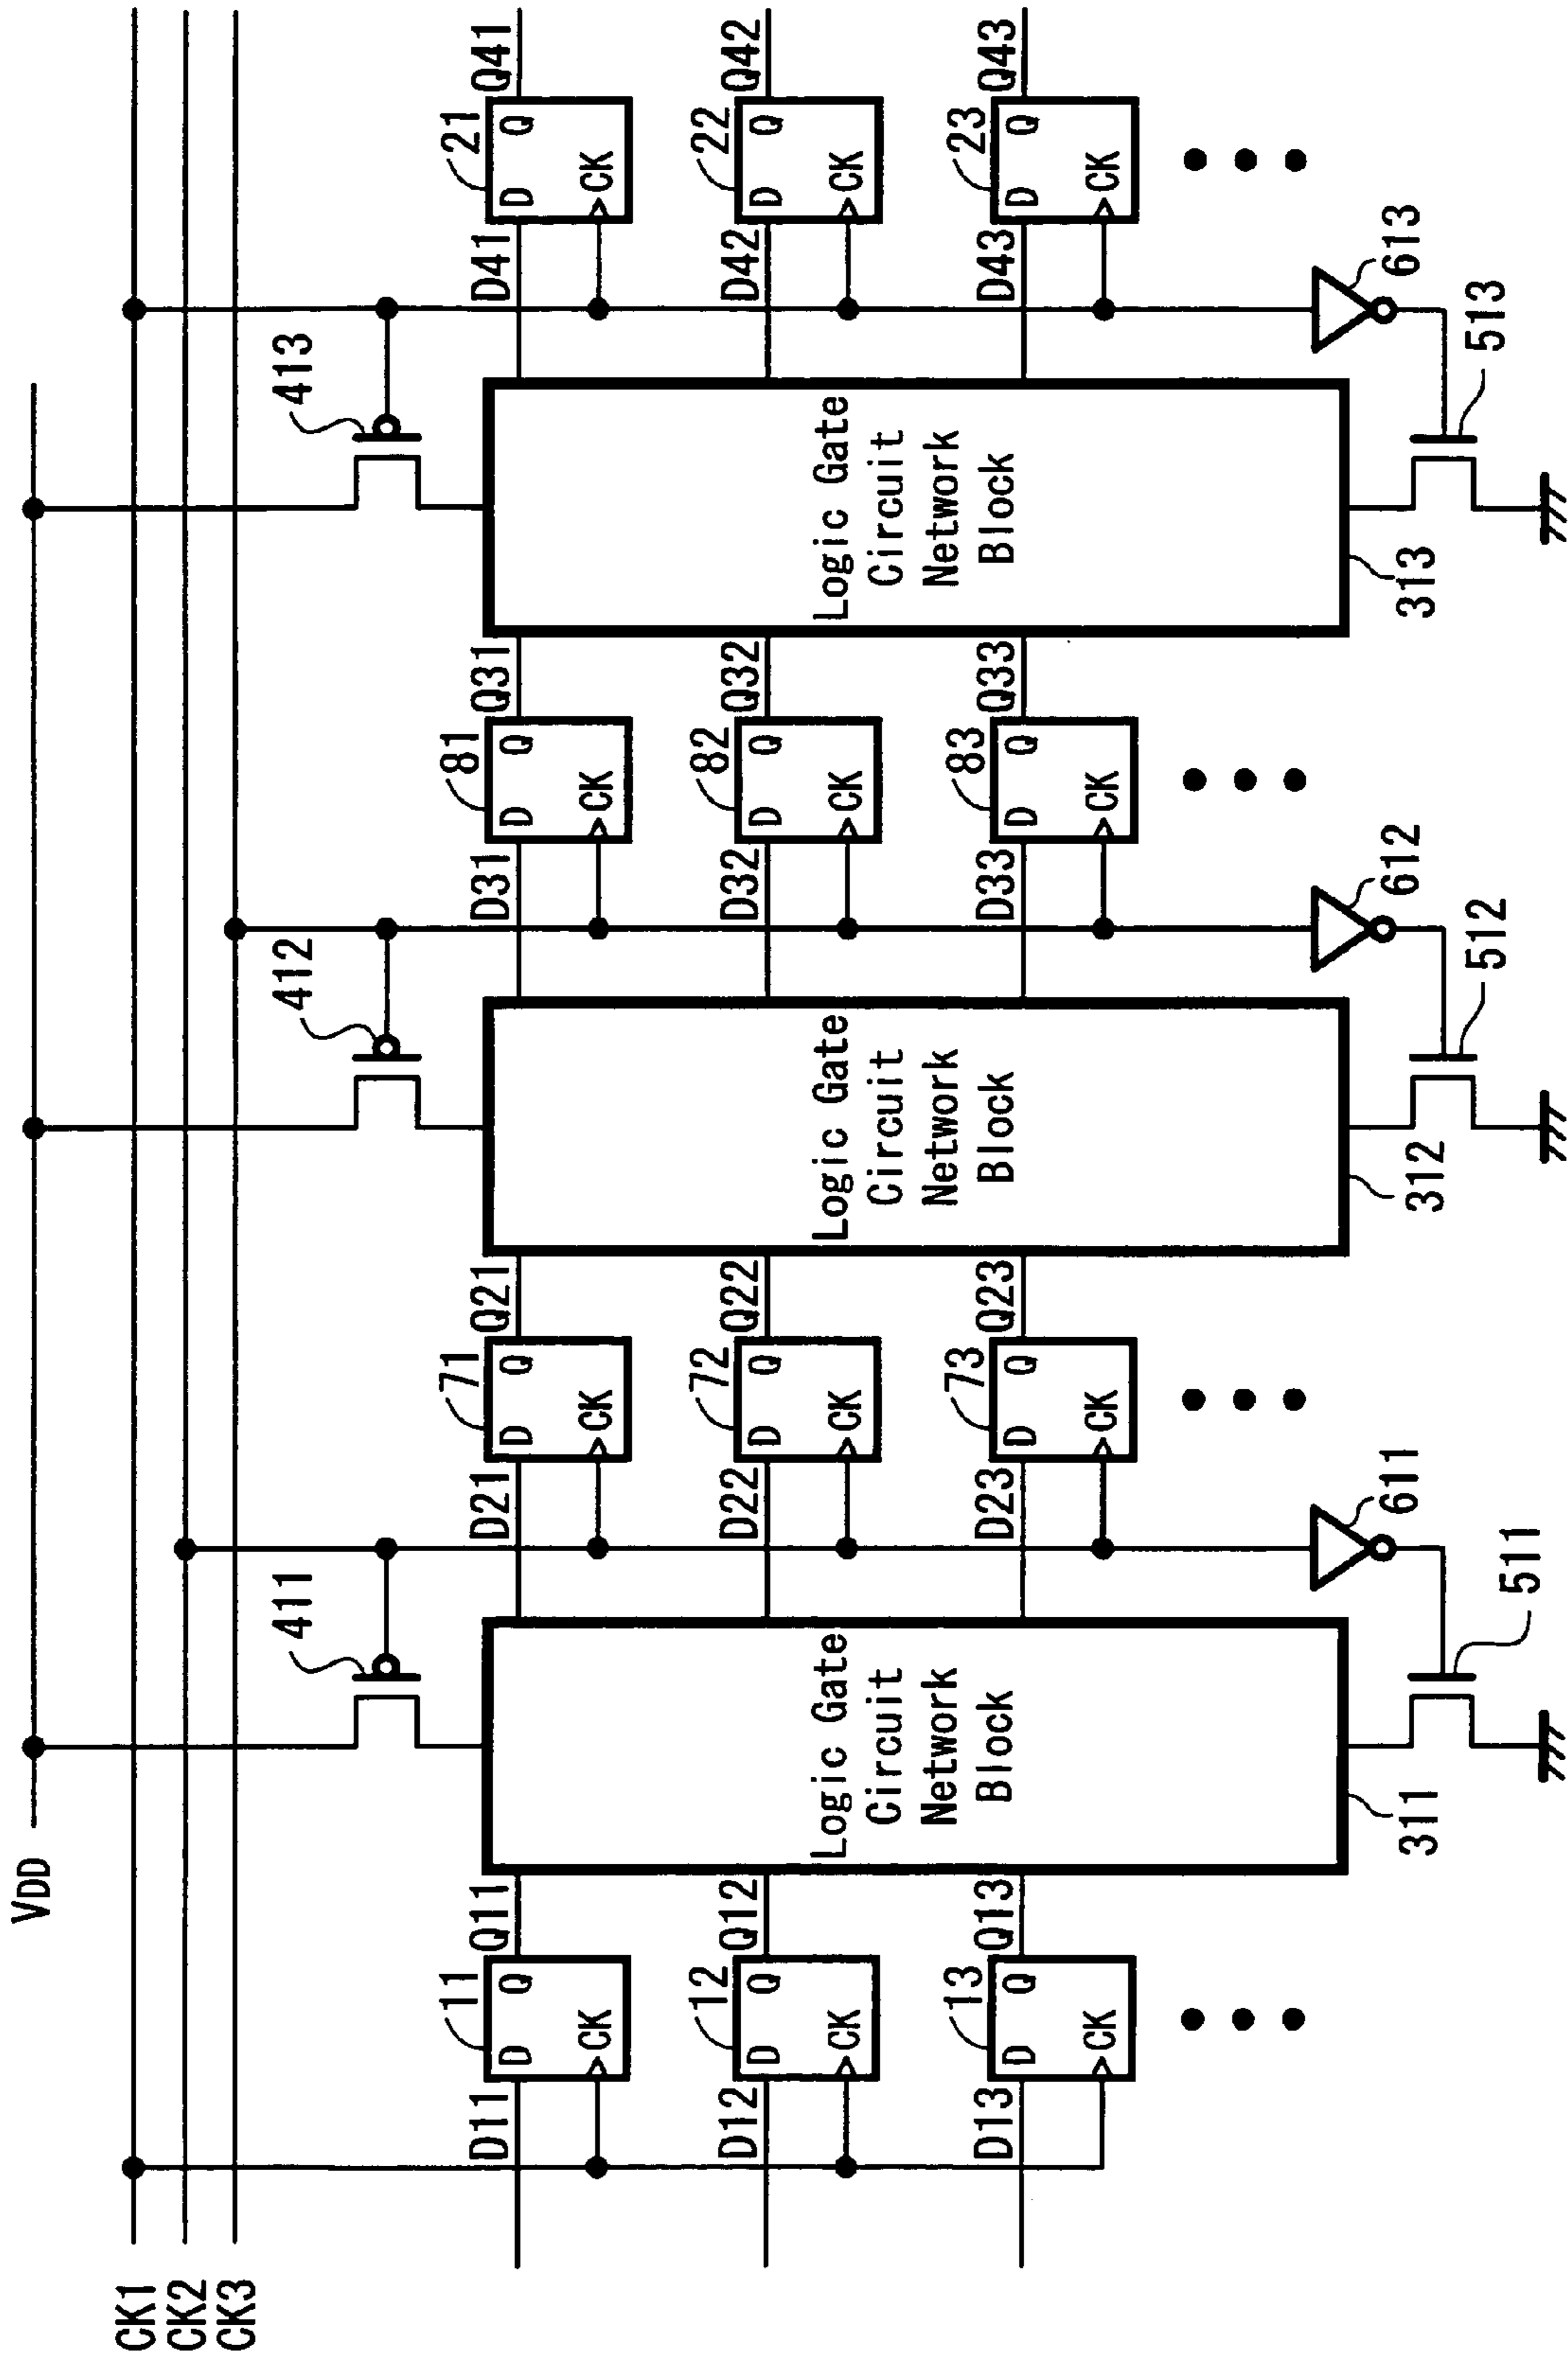 VDD
CK1
CK2
CK3
411
412
413
D11
11
Q11
D Q
CK
D12
12
Q12
D Q
CK
D13
13
Q13
D Q
CK
Logic Gate
Circuit
Network
Block
311
511
611
D21
71
Q21
D Q
CK
D22
72
Q22
D Q
CK
D23
73
Q23
D Q
CK
Logic Gate
Circuit
Network
Block
312
512
612
D31
81
Q31
D Q
CK
D32
82
Q32
D Q
CK
D33
83
Q33
D Q
CK
Logic Gate
Circuit
Network
Block
313
513
613
D41
21
Q41
D Q
CK
D42
22
Q42
D Q
CK
D43
23
Q43
D Q
CK